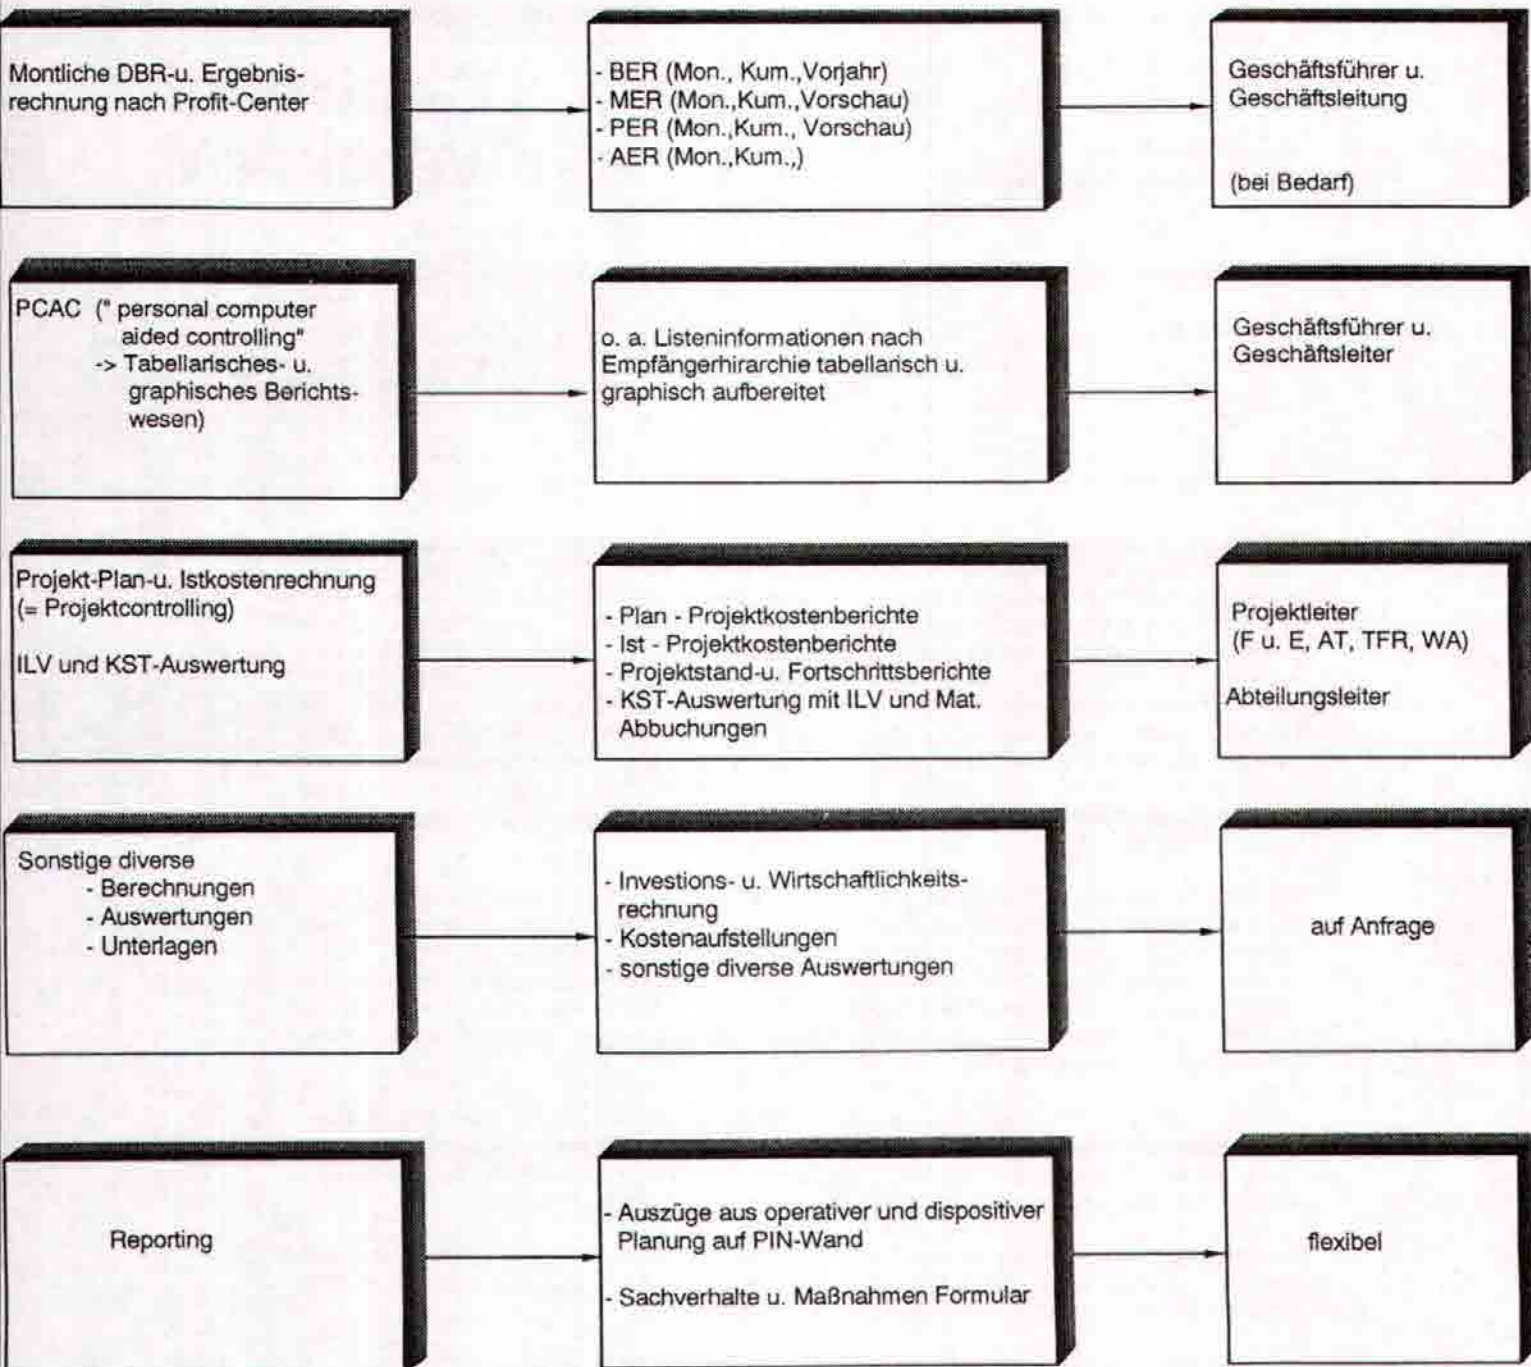 Montliche DBR-u. Ergebnis-
rechnung nach Profit-Center
- BER (Mon., Kum.,Vorjahr)
- MER (Mon.,Kum.,Vorschau)
- PER (Mon.,Kum., Vorschau)
- AER (Mon.,Kum.,)
Geschäftsführer u.
Geschäftsleitung
(bei Bedarf)
PCAC (" personal computer
aided controlling"
-> Tabellarisches- u.
graphisches Berichts-
wesen)
o. a. Listeninformationen nach
Empfängerhirarchie tabellarisch u.
graphisch aufbereitet
Geschäftsführer u.
Geschäftsleiter
Projekt-Plan-u. Istkostenrechnung
(= Projektcontrolling)
ILV und KST-Auswertung
- Plan - Projektkostenberichte
- Ist - Projektkostenberichte
- Projektstand-u. Fortschrittsberichte
- KST-Auswertung mit ILV und Mat.
Abbuchungen
Projektleiter
(F u. E, AT, TFR, WA)
Abteilungsleiter
Sonstige diverse
- Berechnungen
- Auswertungen
- Unterlagen
- Investions- u. Wirtschaftlichkeits-
rechnung
- Kostenaufstellungen
- sonstige diverse Auswertungen
auf Anfrage
Reporting
- Auszüge aus operativer und dispositiver
Planung auf PIN-Wand
- Sachverhalte u. Maßnahmen Formular
flexibel